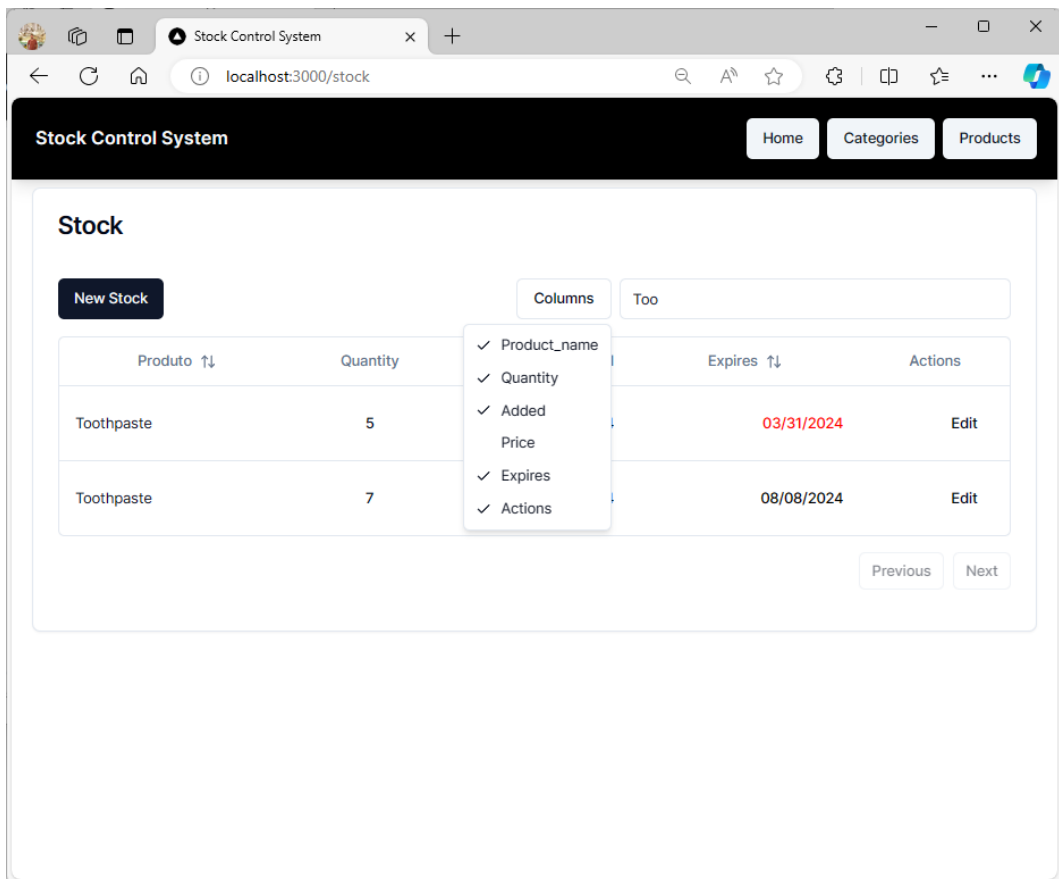 Stock Control System
localhost:3000/stock
Stock Control System Home Categories Products
Stock
New Stock Columns Too
Produto Quantity Expires Actions
Toothpaste 5 03/31/2024 Edit
Toothpaste 7 08/08/2024 Edit
Product_name
Quantity
Added
Price
Expires
Actions
Previous Next